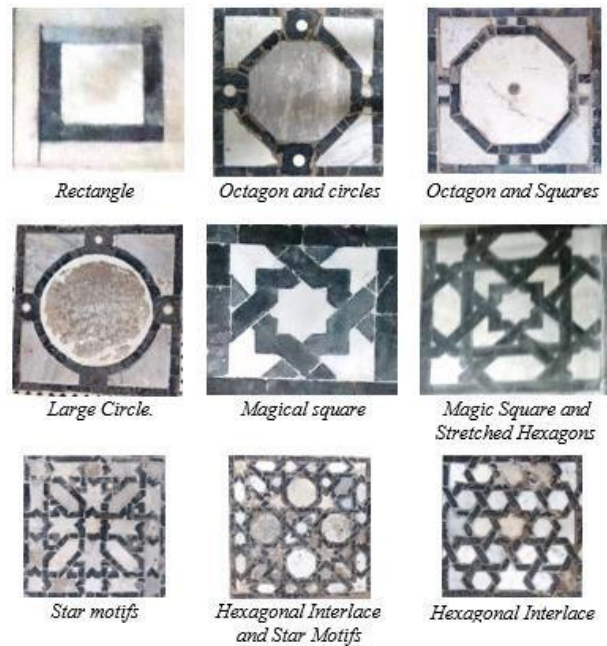 Rectangle
Octagon and circles
Octagon and Squares
Large Circle.
Magical square
Magic Square and
Stretched Hexagons
Star motifs
Hexagonal Interlace
and Star Motifs
Hexagonal Interlace